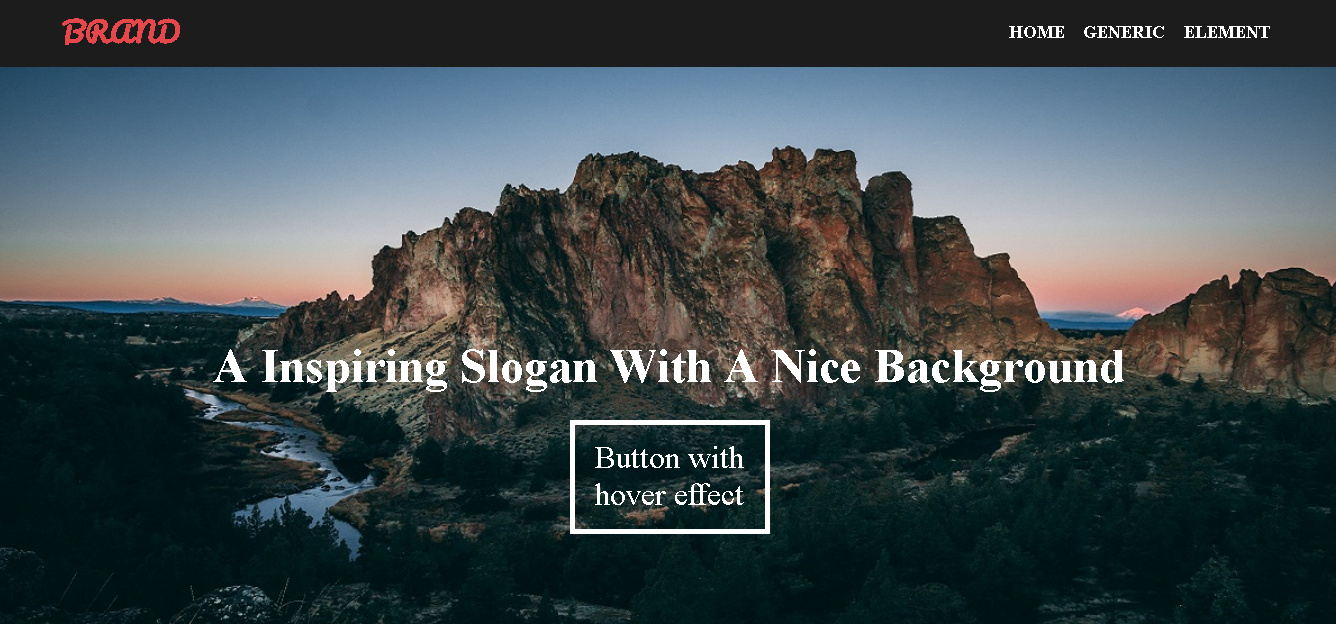 BRAND
HOME GENERIC ELEMENT
A Inspiring Slogan With A Nice Background
Button with
hover effect